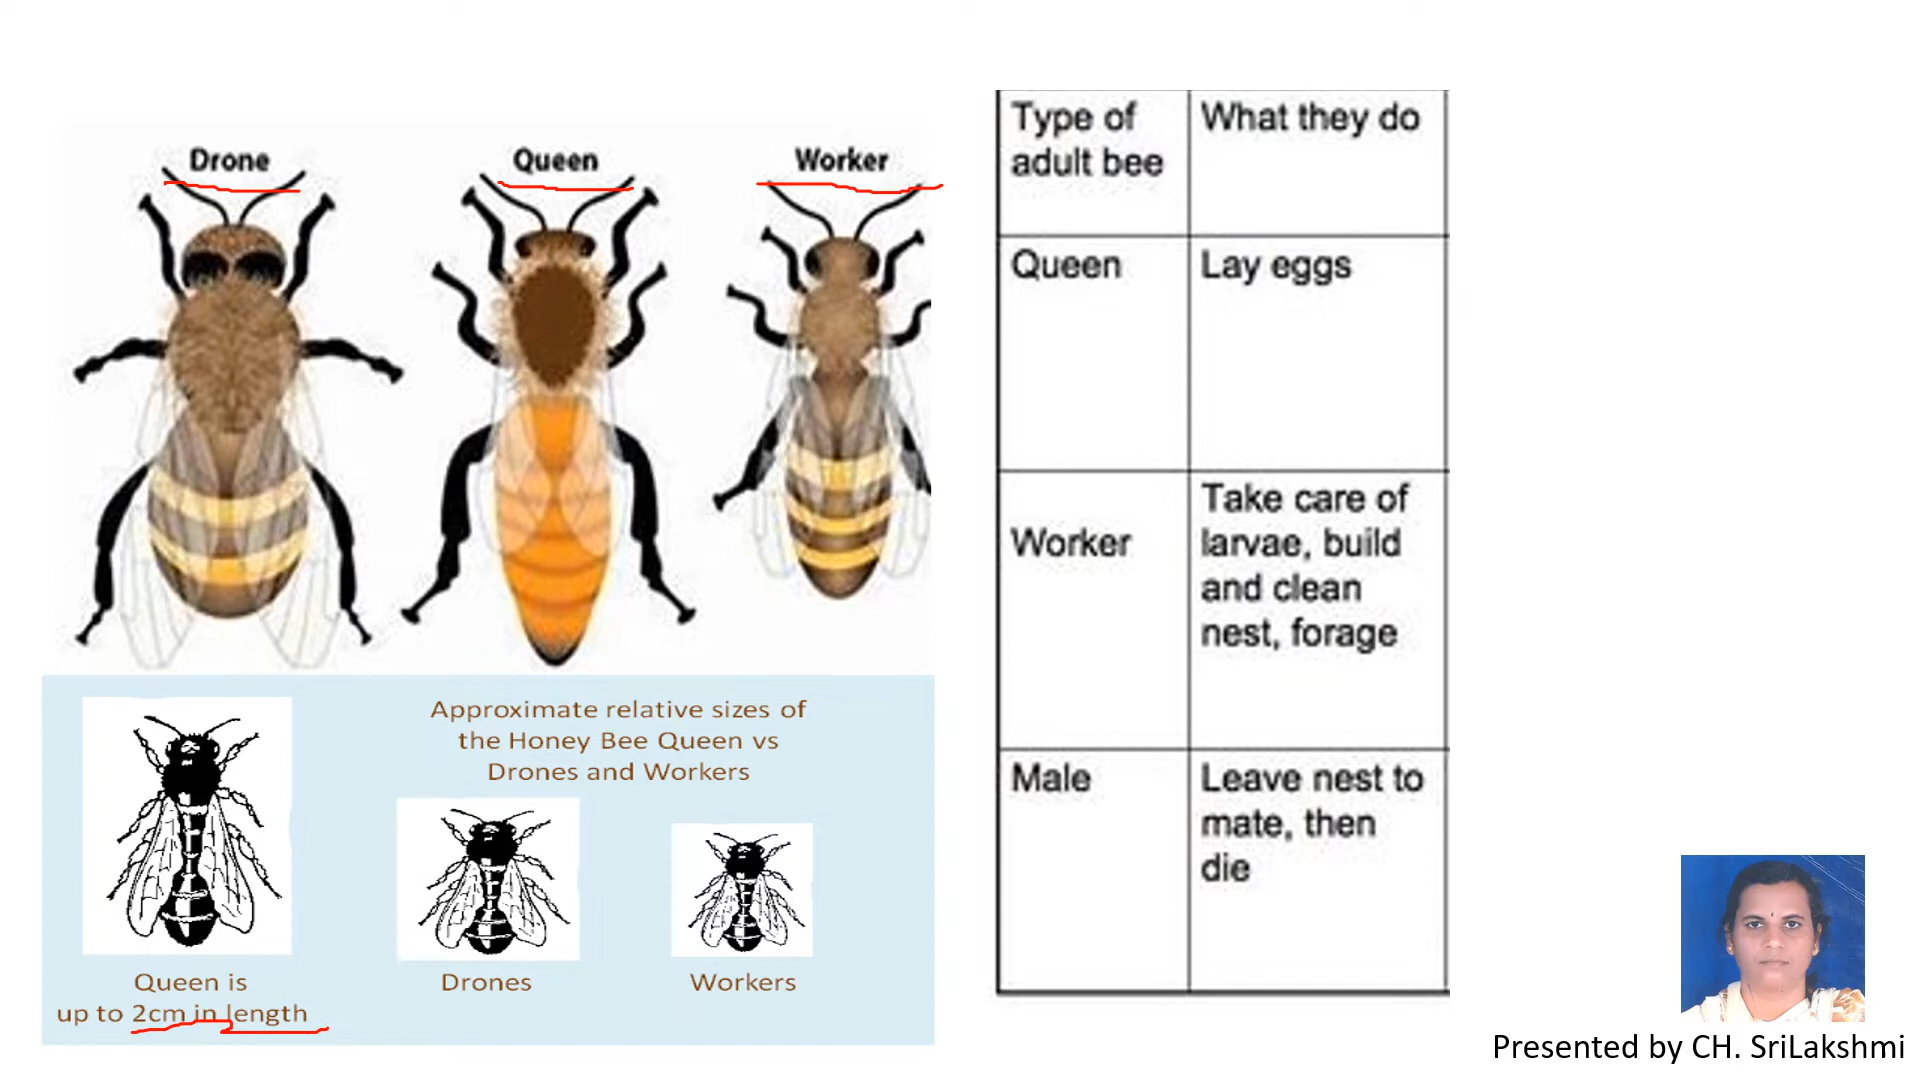 Drone
Queen
Worker
Approximate relative sizes of
the Honey Bee Queen vs
Drones and Workers
Queen is
up to 2cm in length
Drones
Workers
Type of
adult bee
What they do
Queen
Lay eggs
Worker
Take care of
larvae, build
and clean
nest, forage
Male
Leave nest to
mate, then
die
Presented by CH. SriLakshmi